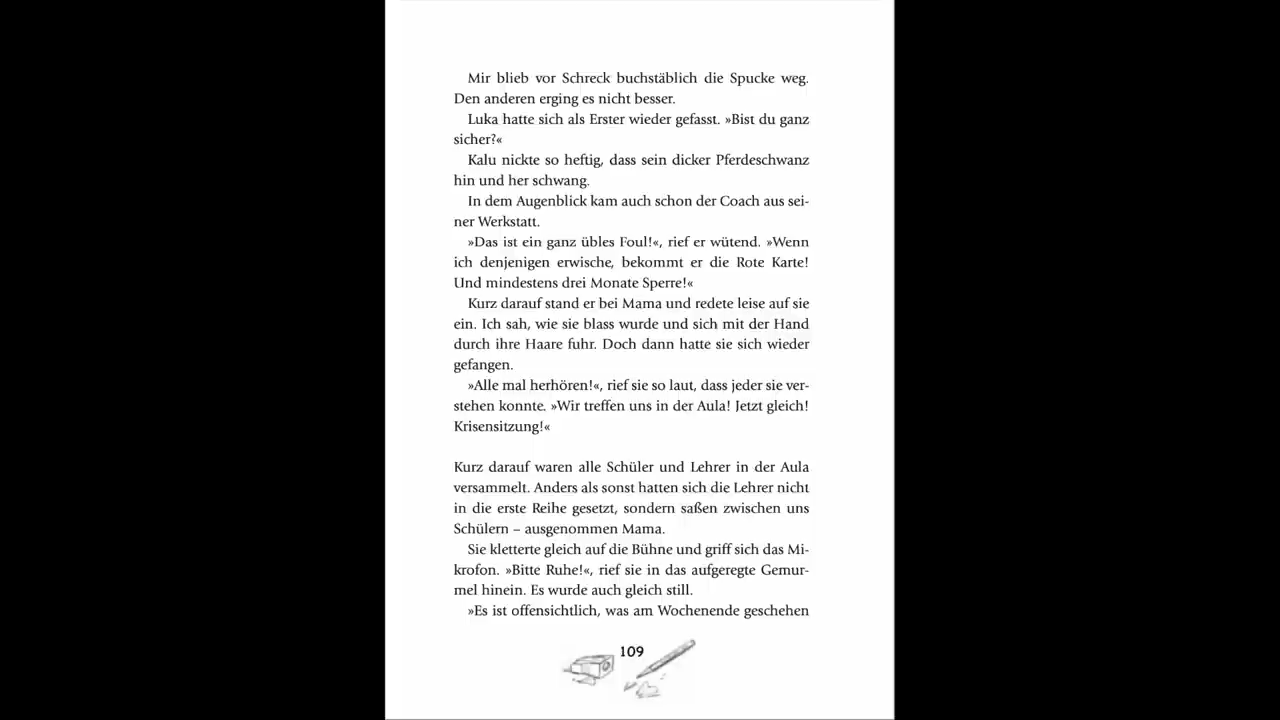 Mir blieb vor Schreck buchstäblich die Spucke weg.
Den anderen erging es nicht besser.
Luka hatte sich als Erster wieder gefasst. »Bist du ganz
sicher?«
Kalu nickte so heftig, dass sein dicker Pferdeschwanz
hin und her schwang.
In dem Augenblick kam auch schon der Coach aus sei-
ner Werkstatt.
»Das ist ein ganz übles Foul!«, rief er wütend. »Wenn
ich denjenigen erwische, bekommt er die Rote Karte!
Und mindestens drei Monate Sperre!«
Kurz darauf stand er bei Mama und redete leise auf sie
ein. Ich sah, wie sie blass wurde und sich mit der Hand
durch ihre Haare fuhr. Doch dann hatte sie sich wieder
gefangen.
»Alle mal herhören!«, rief sie so laut, dass jeder sie ver-
stehen konnte. »Wir treffen uns in der Aula! Jetzt gleich!
Krisensitzung!«
Kurz darauf waren alle Schüler und Lehrer in der Aula
versammelt. Anders als sonst hatten sich die Lehrer nicht
in die erste Reihe gesetzt, sondern saßen zwischen uns
Schülern – ausgenommen Mama.
Sie kletterte gleich auf die Bühne und griff sich das Mi-
krofon. »Bitte Ruhe!«, rief sie in das aufgeregte Gemur-
mel hinein. Es wurde auch gleich still.
»Es ist offensichtlich, was am Wochenende geschehen
109